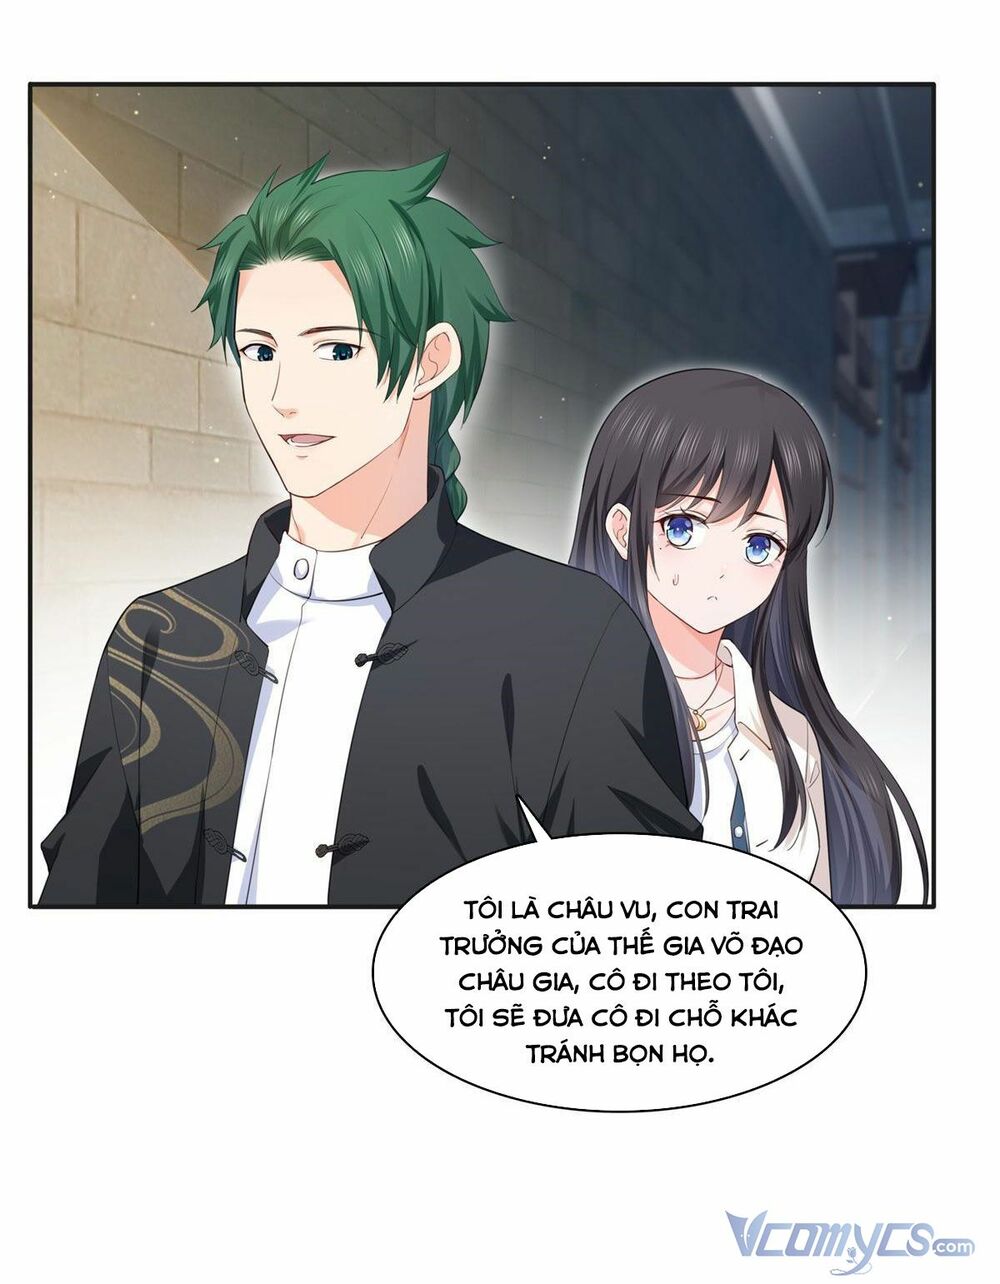 TÔI LÀ CHÂU VU, CON TRAI
TRƯỞNG CỦA THẾ GIA VÕ ĐẠO
CHÂU GIA, CÔ ĐI THEO TÔI,
TÔI SẼ ĐƯA CÔ ĐI CHỖ KHÁC
TRÁNH BỌN HỌ.
VCOMYCS.com